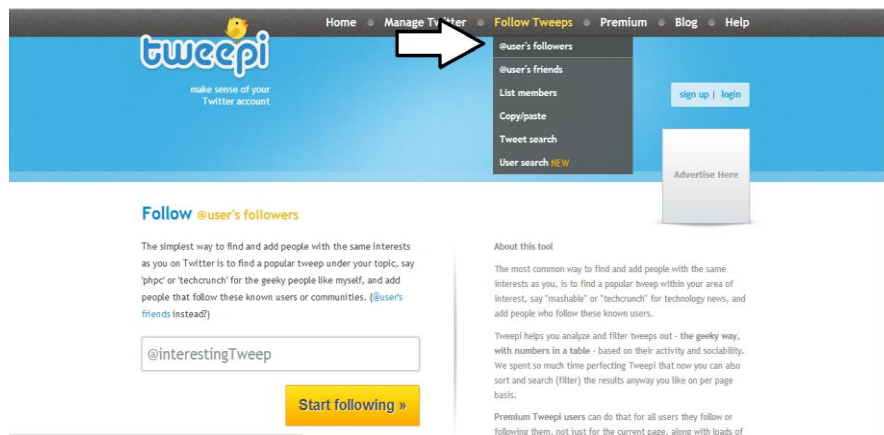 Home Manage Twitter Follow Tweeps Premium Blog Help
tweepi
make sense of your
Twitter account
@user's followers
@user's friends
List members
Copy/paste
Tweet search
User search NEW
sign up | login
Advertise Here
Follow @user's followers
The simplest way to find and add people with the same interests
as you on Twitter is to find a popular tweep under your topic, say
'phpc' or 'techcrunch' for the geeky people like myself, and add
people that follow these known users or communities. (@user's
friends instead?)
@interestingTweep
Start following »
About this tool
The most common way to find and add people with the same
interests as you, is to find a popular tweep within your area of
interest, say "mashable" or "techcrunch" for technology news, and
add people who follow these known users.
Tweepi helps you analyze and filter tweeps out - the geeky way,
with numbers in a table - based on their activity and sociability.
We spent so much time perfecting Tweepi that now you can also
sort and search (filter) the results anyway you like on per page
basis.
Premium Tweepi users can do that for all users they follow or
following them, not just for the current page, along with loads of